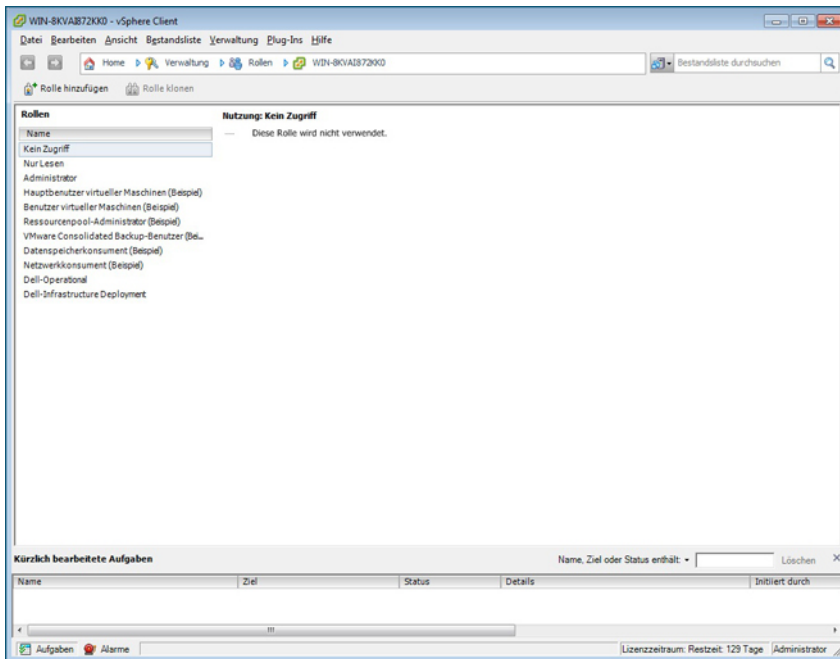 WIN-8KVAIB72KK0 - vSphere Client
Datei Bearbeiten Ansicht Bestandsliste Verwaltung Plug-Ins Hilfe
Home Verwaltung Rollen WIN-8KVAIB72KK0 Bestandsliste durchsuchen
Rolle hinzufügen Rolle klonen
Rollen
Name
Kein Zugriff
Nur Lesen
Administrator
Hauptbenutzer virtueller Maschinen (Beispiel)
Benutzer virtueller Maschinen (Beispiel)
Ressourcenpool-Administrator (Beispiel)
VMware Consolidated Backup-Benutzer (Bei...
Datenspeicherkonsument (Beispiel)
Netzwerkkonsument (Beispiel)
Dell-Operational
Dell-Infrastructure Deployment
Nutzung: Kein Zugriff
Diese Rolle wird nicht verwendet.
Kürzlich bearbeitete Aufgaben Name, Ziel oder Status enthält: Löschen
Name Ziel Status Details Initiiert durch
Aufgaben Alarme Lizenzzeitraum: Restzeit: 129 Tage Administrator